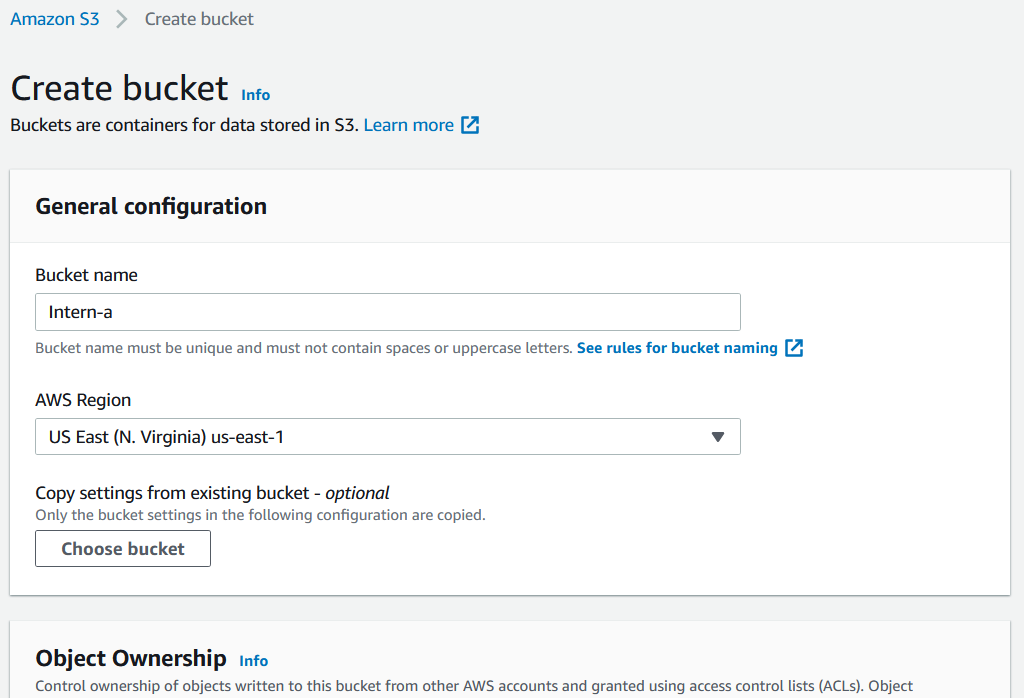 Amazon S3 > Create bucket
Create bucket Info
Buckets are containers for data stored in S3. Learn more
General configuration
Bucket name
Intern-a
Bucket name must be unique and must not contain spaces or uppercase letters. See rules for bucket naming
AWS Region
US East (N. Virginia) us-east-1
Copy settings from existing bucket - optional
Only the bucket settings in the following configuration are copied.
Choose bucket
Object Ownership Info
Control ownership of objects written to this bucket from other AWS accounts and granted using access control lists (ACLs). Object